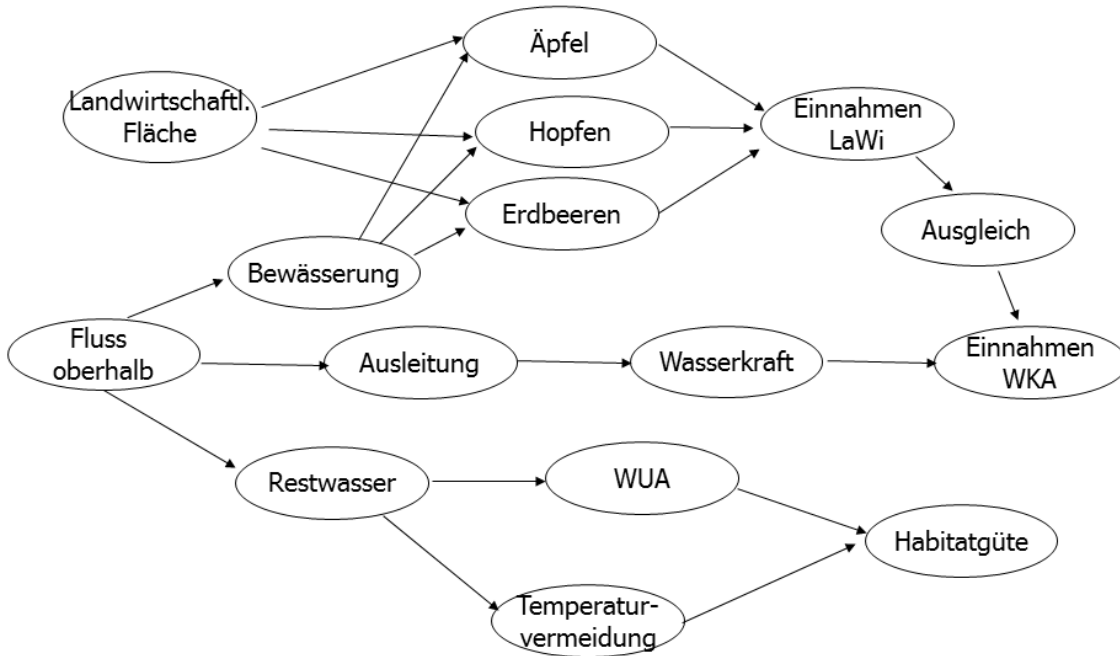 Äpfel
Landwirtschaftl.
Fläche
Hopfen
Einnahmen
LaWi
Erdbeeren
Ausgleich
Bewässerung
Fluss
oberhalb
Ausleitung
Wasserkraft
Einnahmen
WKA
Restwasser
WUA
Habitatgüte
Temperatur-
vermeidung